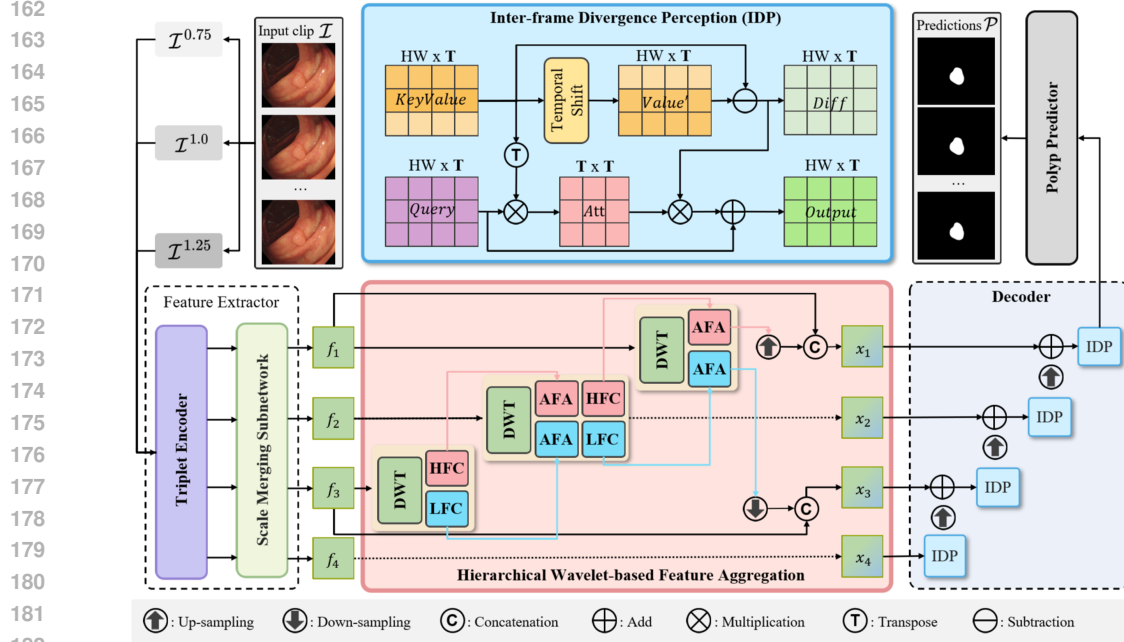 162
163
164
165
166
167
168
169
170
171
172
173
174
175
176
177
178
179
180
181
𝓘^0.75
𝓘^1.0
𝓘^1.25
Input clip 𝓘
...
Inter-frame Divergence Perception (IDP)
HW x T
KeyValue
Temporal Shift
HW x T
Value'
HW x T
Diff
T
HW x T
Query
T x T
Att
HW x T
Output
Predictions 𝓟
...
Polyp Predictor
Feature Extractor
Triplet Encoder
Scale Merging Subnetwork
f1
f2
f3
f4
DWT
AFA
AFA
C
DWT
AFA
HFC
AFA
LFC
DWT
HFC
LFC
C
Hierarchical Wavelet-based Feature Aggregation
x1
x2
x3
x4
Decoder
IDP
IDP
IDP
IDP
: Up-sampling
: Down-sampling
C : Concatenation
: Add
: Multiplication
T : Transpose
: Subtraction